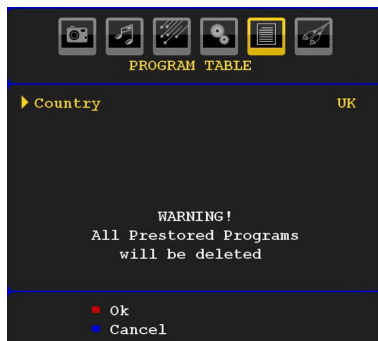 PROGRAM TABLE
Country UK
WARNING!
All Prestored Programs
will be deleted
Ok
Cancel